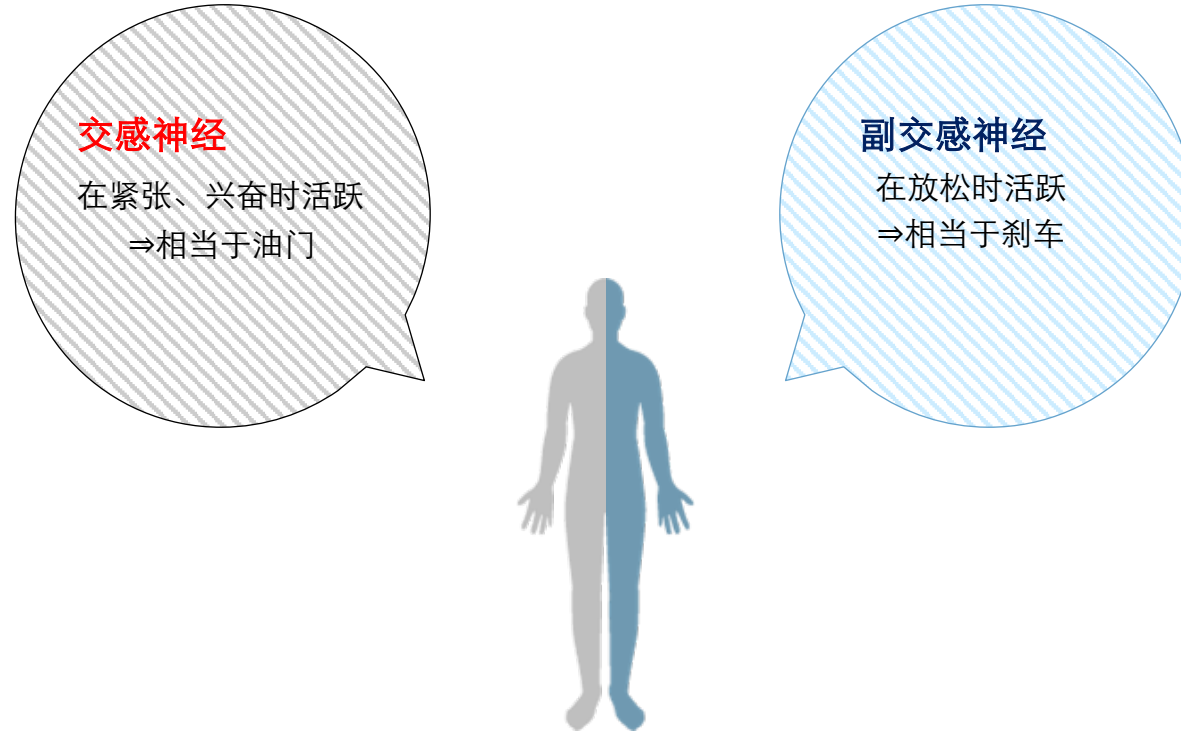 交感神经
在紧张、兴奋时活跃
⇒相当于油门
副交感神经
在放松时活跃
⇒相当于刹车